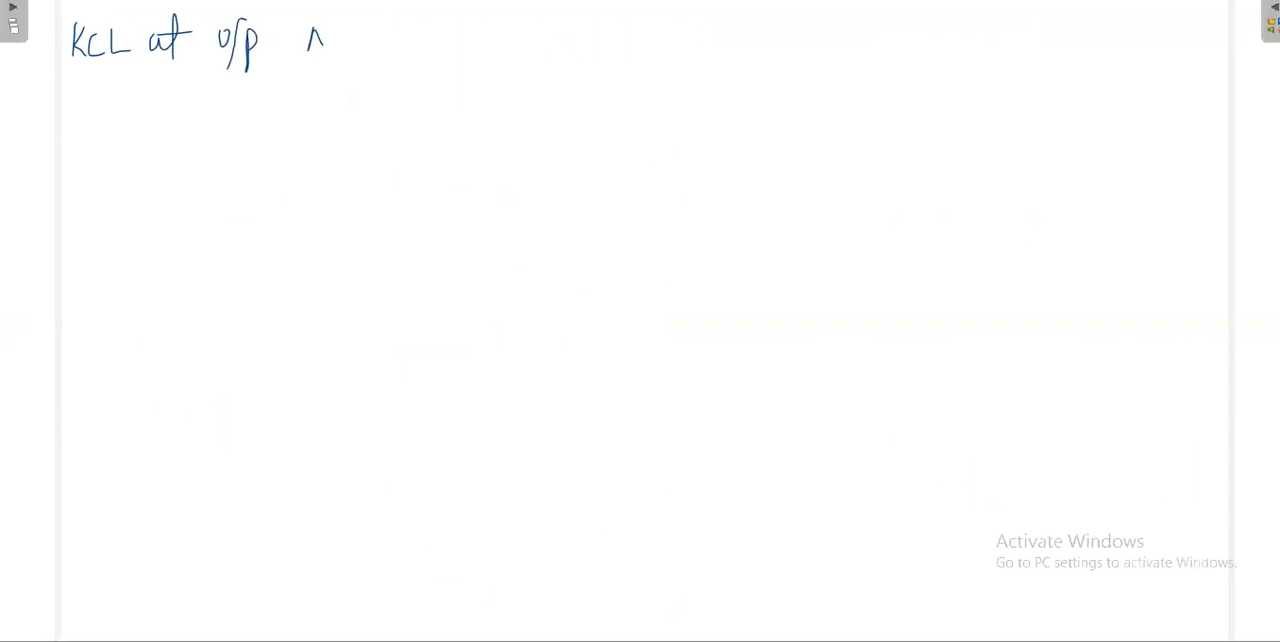 KCL at o/p
Activate Windows
Go to PC settings to activate Windows.